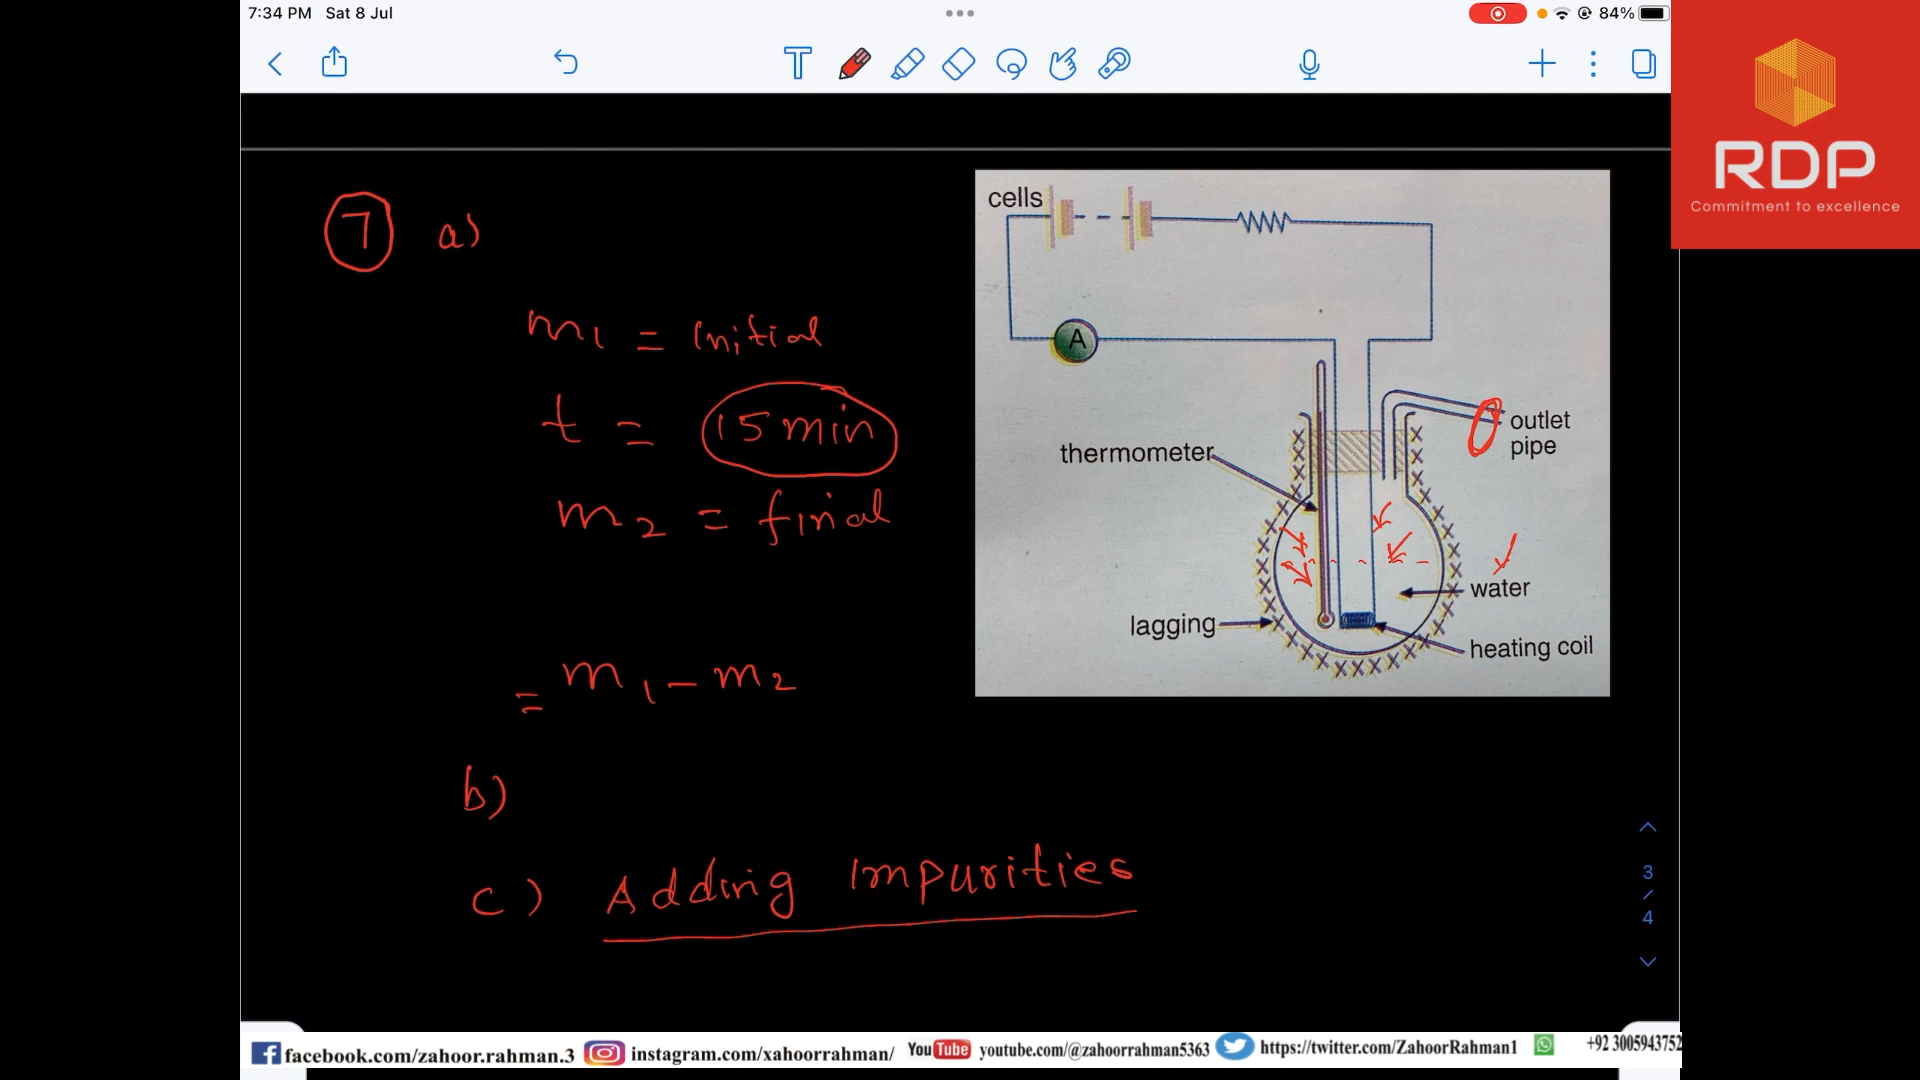 7:34 PM Sat 8 Jul
84%
RDP
Commitment to excellence
7 a)
m1 = Initial
t = 15 min
m2 = final
= m1 - m2
b)
c) Adding Impurities
cells
A
thermometer
outlet
pipe
water
lagging
heating coil
3
/
4
facebook.com/zahoor.rahman.3 instagram.com/xahoorrahman/ YouTube youtube.com/@zahoorrahman5363 https://twitter.com/ZahoorRahman1 +92 3005943752